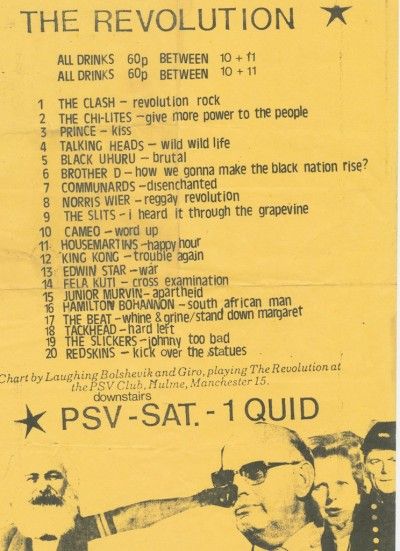 THE REVOLUTION
ALL DRINKS 60p BETWEEN 10 + f1
ALL DRINKS 60p BETWEEN 10 + 11
1 THE CLASH – revolution rock
2 THE CHI-LITES – give more power to the people
3 PRINCE – kiss
4 TALKING HEADS – wild wild life
5 BLACK UHURU – brutal
6 BROTHER D – how we gonna make the black nation rise?
7 COMMUNARDS – disenchanted
8 NORRIS WIER – reggay revolution
9 THE SLITS – i heard it through the grapevine
10 CAMEO – word up
11 HOUSEMARTINS – happy hour
12 KING KONG – trouble again
13 EDWIN STAR – war
14 FELA KUTI – cross examination
15 JUNIOR MURVIN – apartheid
16 HAMILTON BOHANNON – south african man
17 THE BEAT – whine & grine/stand down margaret
18 TACKHEAD – hard left
19 THE SLICKERS – johnny too bad
20 REDSKINS – kick over the statues
Chart by Laughing Bolshevik and Giro, playing The Revolution at
the PSV Club, Hulme, Manchester 15.
downstairs
PSV - SAT. - 1 QUID